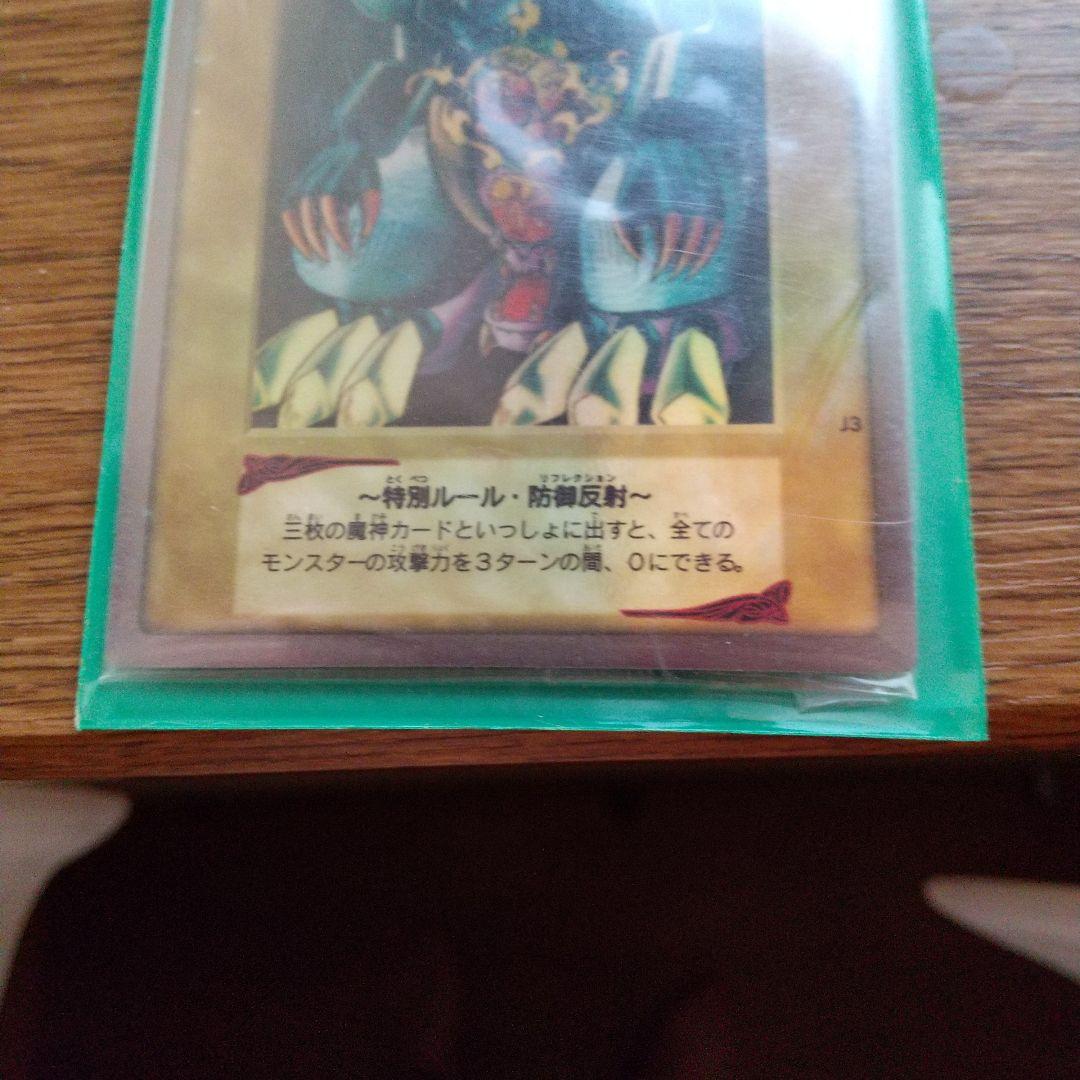 J3
～特別ルール・防御反射～
三枚の魔神カードといっしょに出すと、全ての
モンスターの攻撃力を３ターンの間、０にできる。